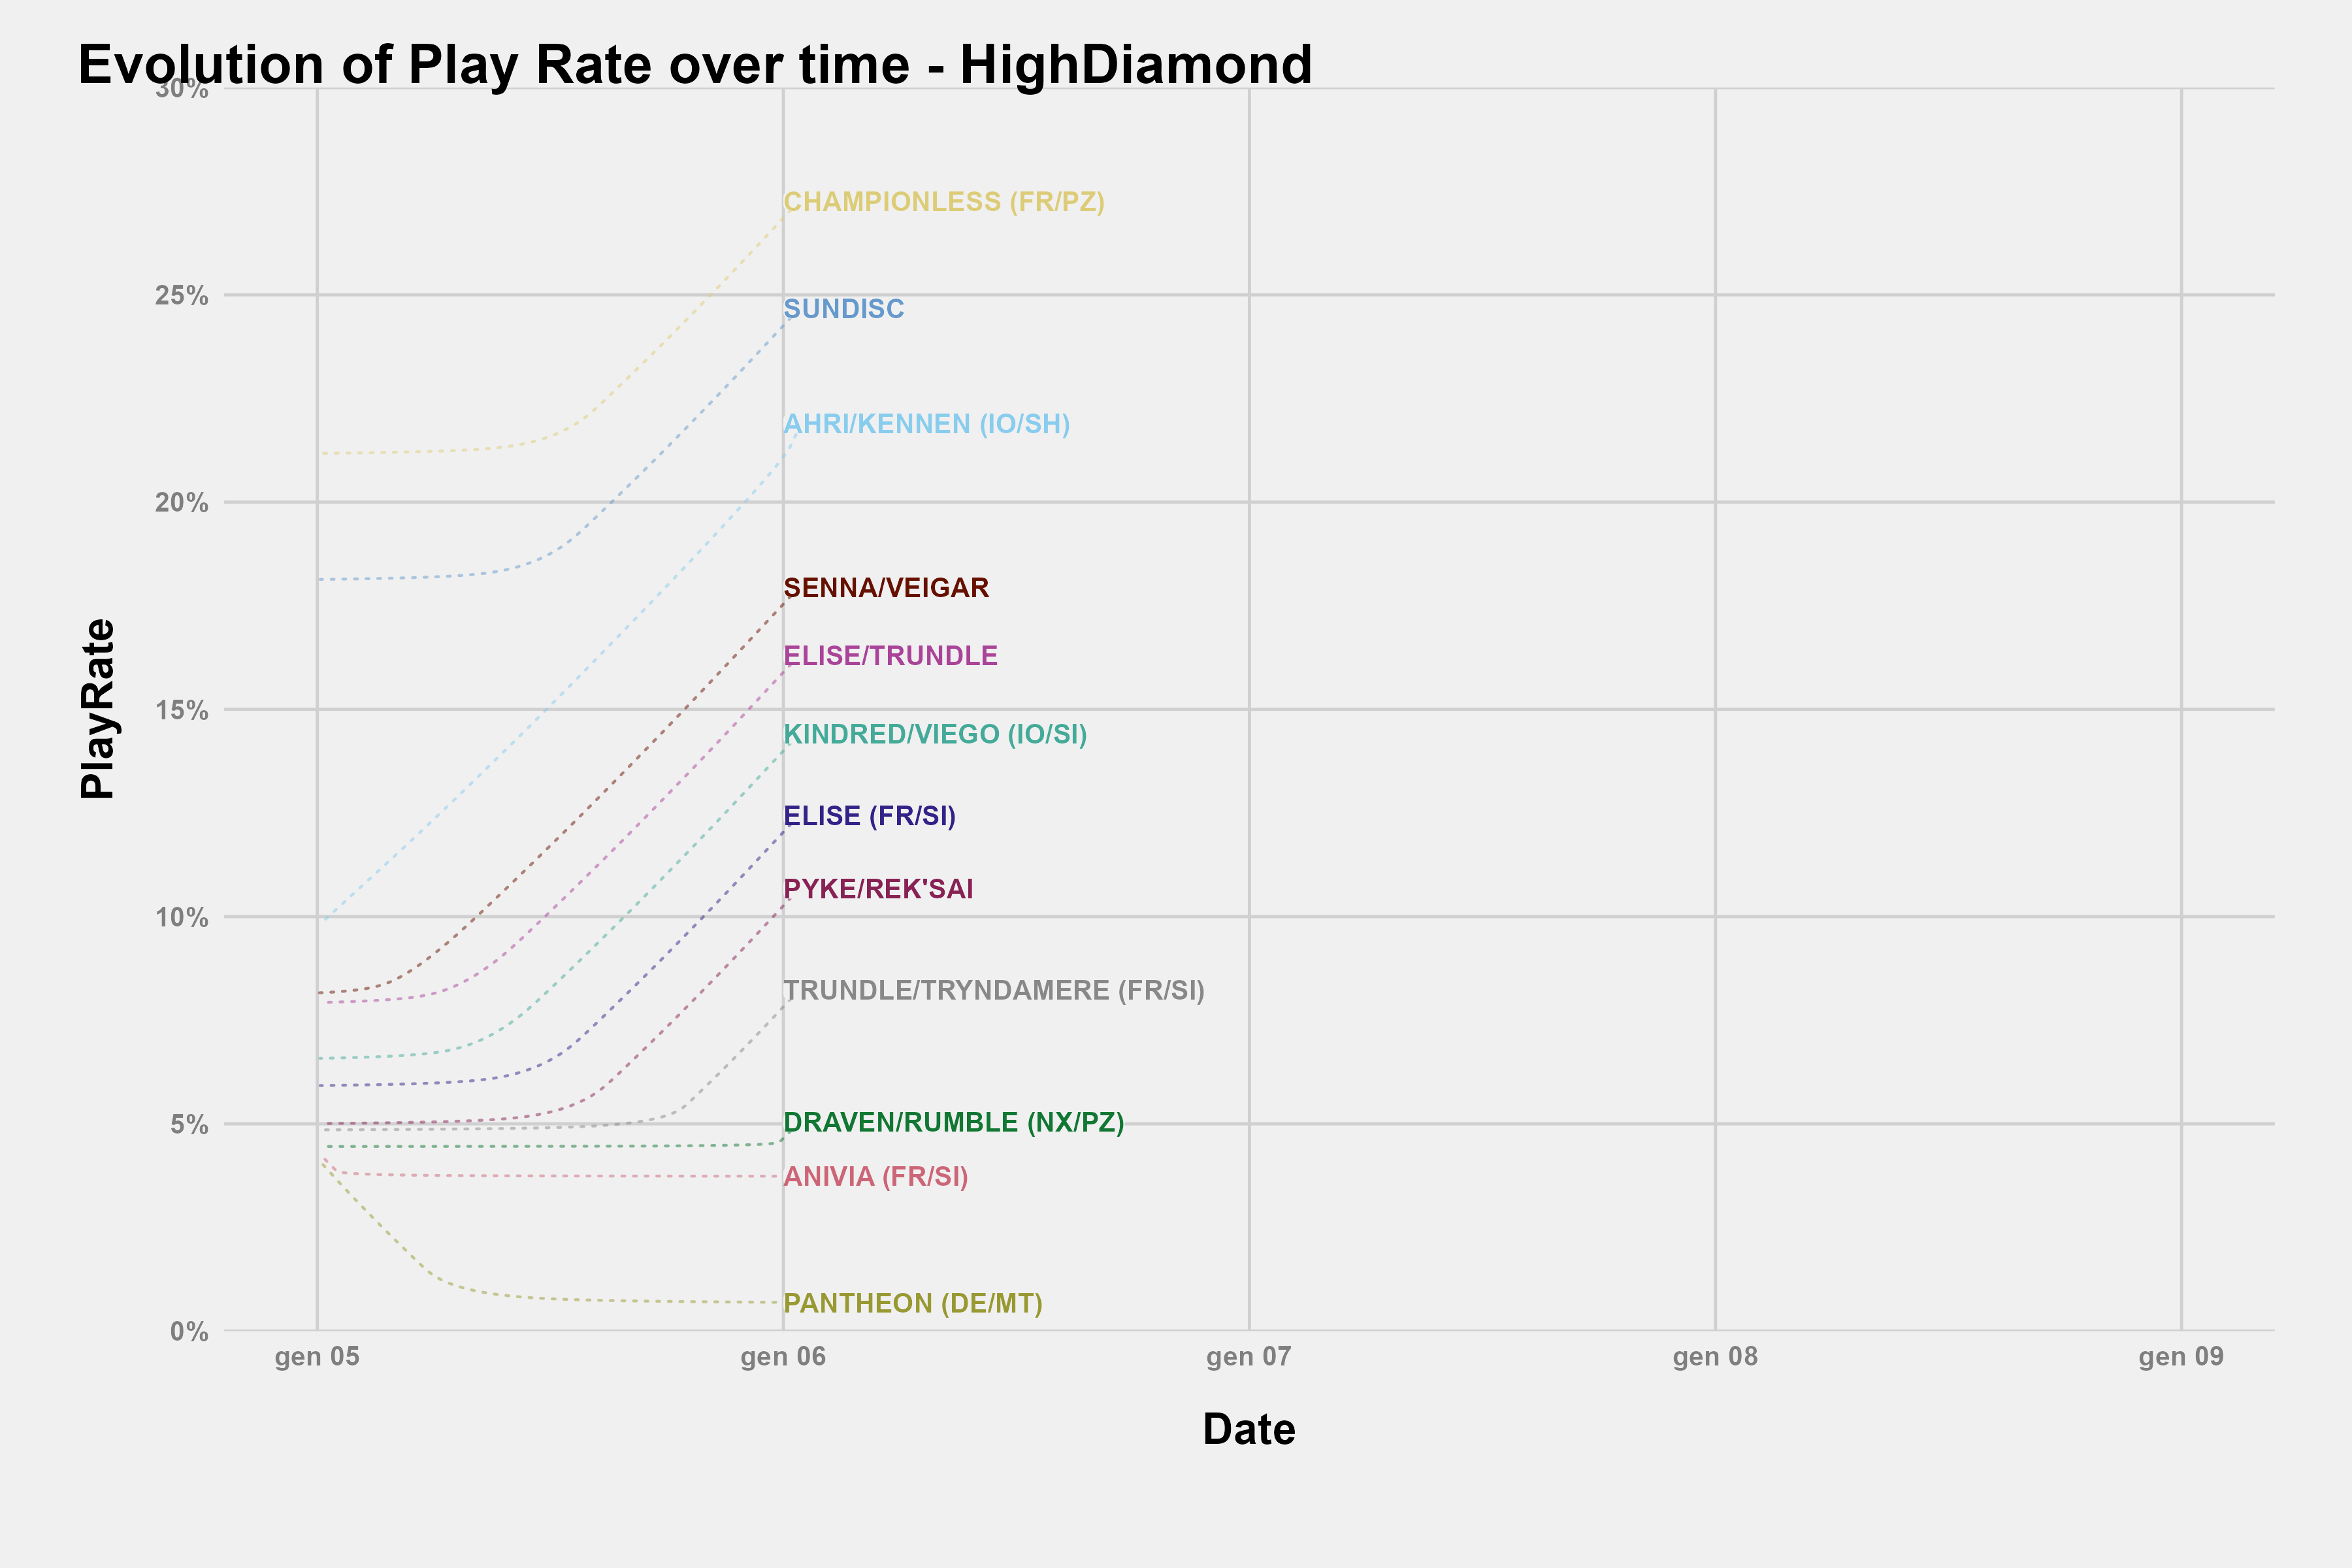 Evolution of Play Rate over time - HighDiamond
30%
25%
20%
15%
10%
5%
0%
PlayRate
CHAMPIONLESS (FR/PZ)
SUNDISC
AHRI/KENNEN (IO/SH)
SENNA/VEIGAR
ELISE/TRUNDLE
KINDRED/VIEGO (IO/SI)
ELISE (FR/SI)
PYKE/REK'SAI
TRUNDLE/TRYNDAMERE (FR/SI)
DRAVEN/RUMBLE (NX/PZ)
ANIVIA (FR/SI)
PANTHEON (DE/MT)
gen 05
gen 06
gen 07
gen 08
gen 09
Date